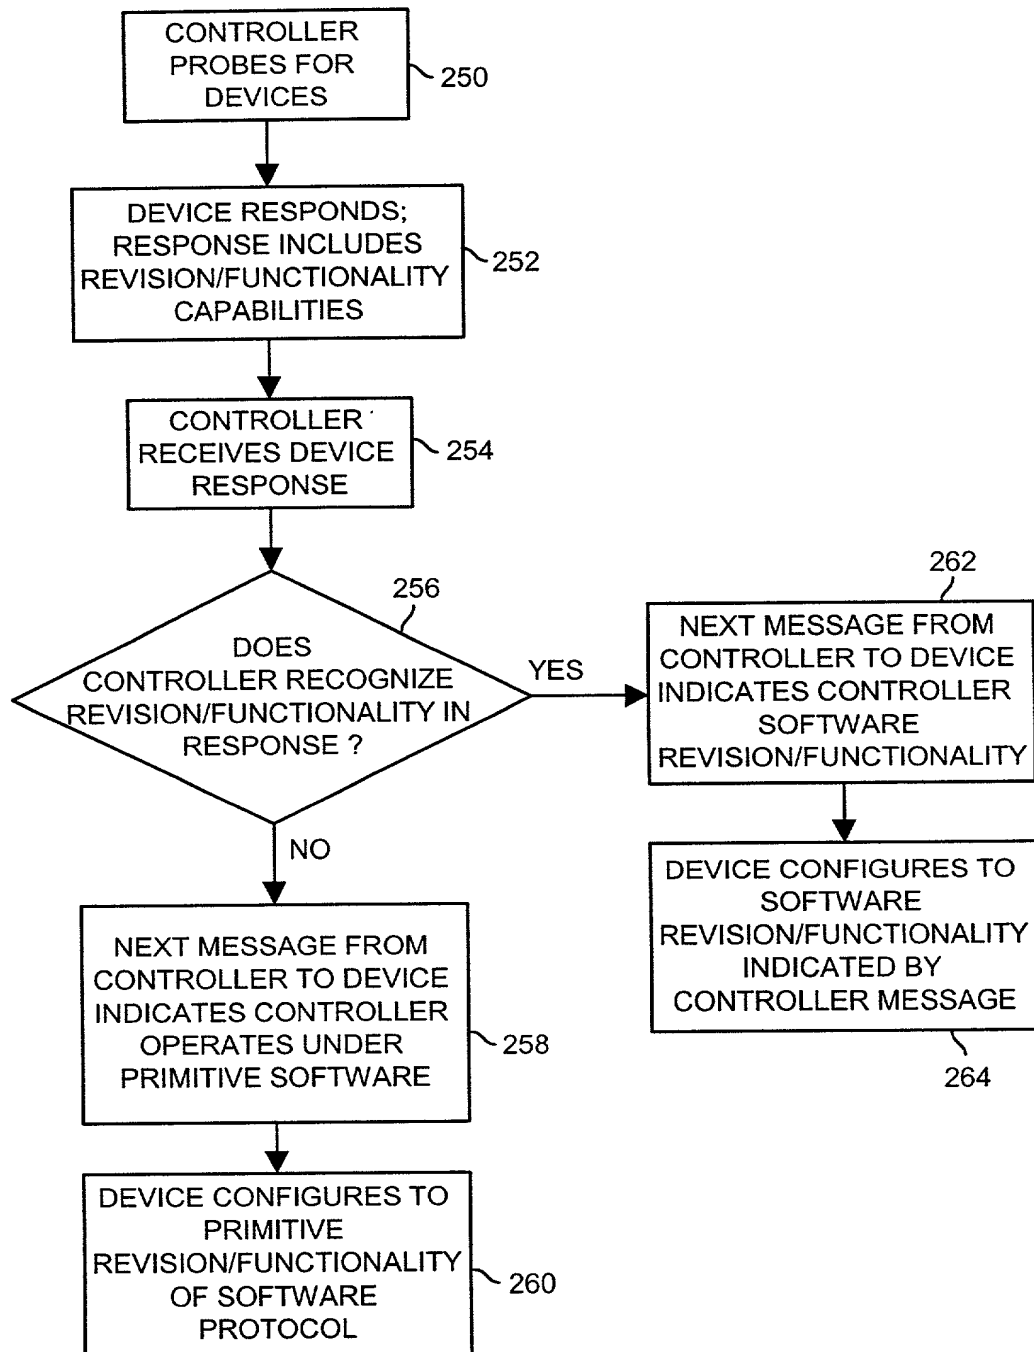 CONTROLLER
PROBES FOR
DEVICES
250
DEVICE RESPONDS;
RESPONSE INCLUDES
REVISION/FUNCTIONALITY
CAPABILITIES
252
CONTROLLER
RECEIVES DEVICE
RESPONSE
254
256
DOES
CONTROLLER RECOGNIZE
REVISION/FUNCTIONALITY IN
RESPONSE ?
YES
262
NEXT MESSAGE FROM
CONTROLLER TO DEVICE
INDICATES CONTROLLER
SOFTWARE
REVISION/FUNCTIONALITY
DEVICE CONFIGURES TO
SOFTWARE
REVISION/FUNCTIONALITY
INDICATED BY
CONTROLLER MESSAGE
264
NO
NEXT MESSAGE FROM
CONTROLLER TO DEVICE
INDICATES CONTROLLER
OPERATES UNDER
PRIMITIVE SOFTWARE
258
DEVICE CONFIGURES TO
PRIMITIVE
REVISION/FUNCTIONALITY
OF SOFTWARE
PROTOCOL
260